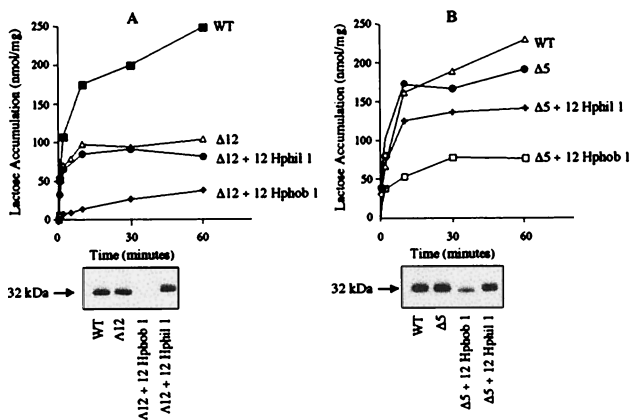 A
Lactose Accumulation (nmol/mg)
250
200
150
100
50
0
WT
Δ12
Δ12 + 12 Hphil 1
Δ12 + 12 Hphob 1
0
30
60
Time (minutes)
32 kDa
WT
Δ12
Δ12 + 12 Hphob 1
Δ12 + 12 Hphil 1
B
Lactose Accumulation (nmol/mg)
250
200
150
100
50
0
WT
Δ5
Δ5 + 12 Hphil 1
Δ5 + 12 Hphob 1
0
30
60
Time (minutes)
32 kDa
WT
Δ5
Δ5 + 12 Hphob 1
Δ5 + 12 Hphil 1